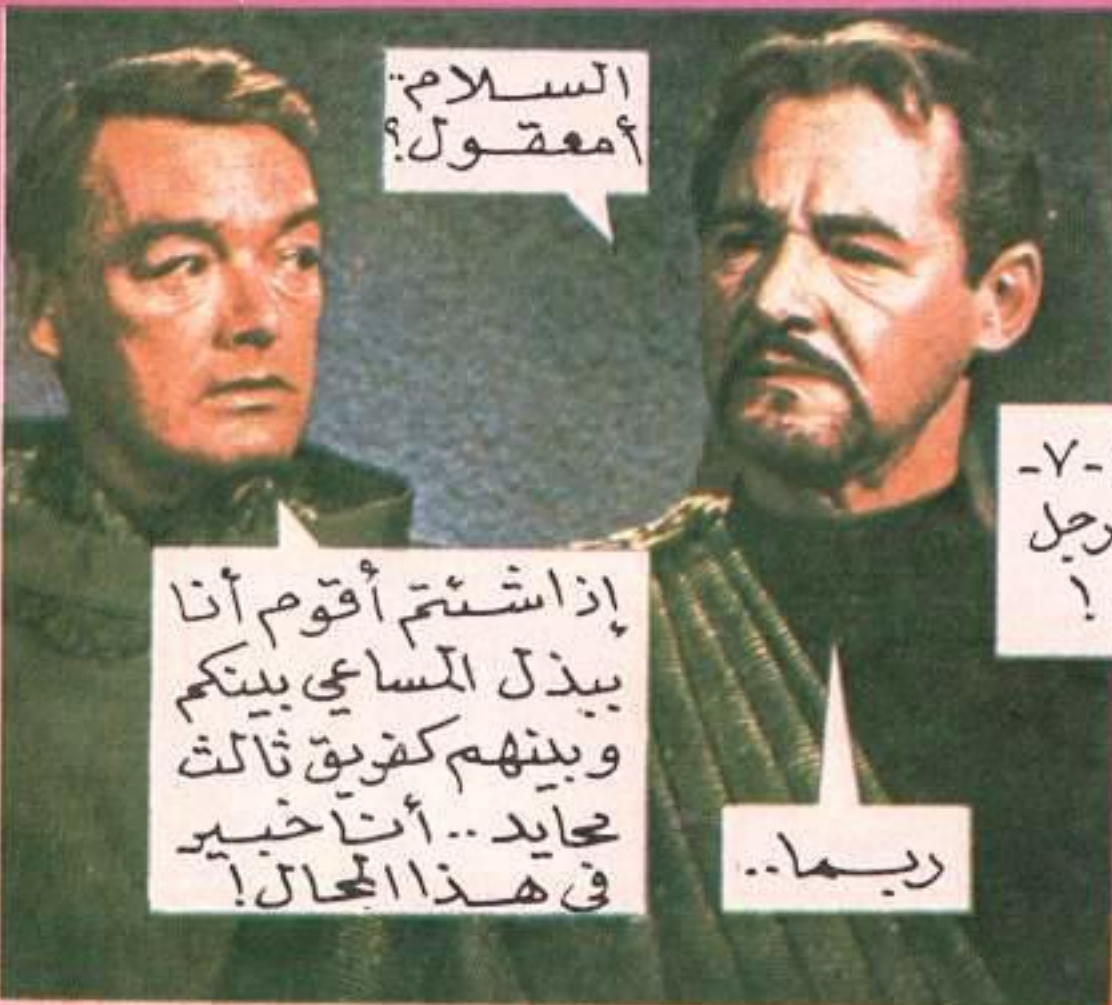 السلام..
أمعقول؟
-٧-
رجل
!
إذا شئتم أقوم أنا
ببذل المساعي بينكم
وبينهم كفريق ثالث
محايد.. أنا خبير
في هذا المجال!
ربما..